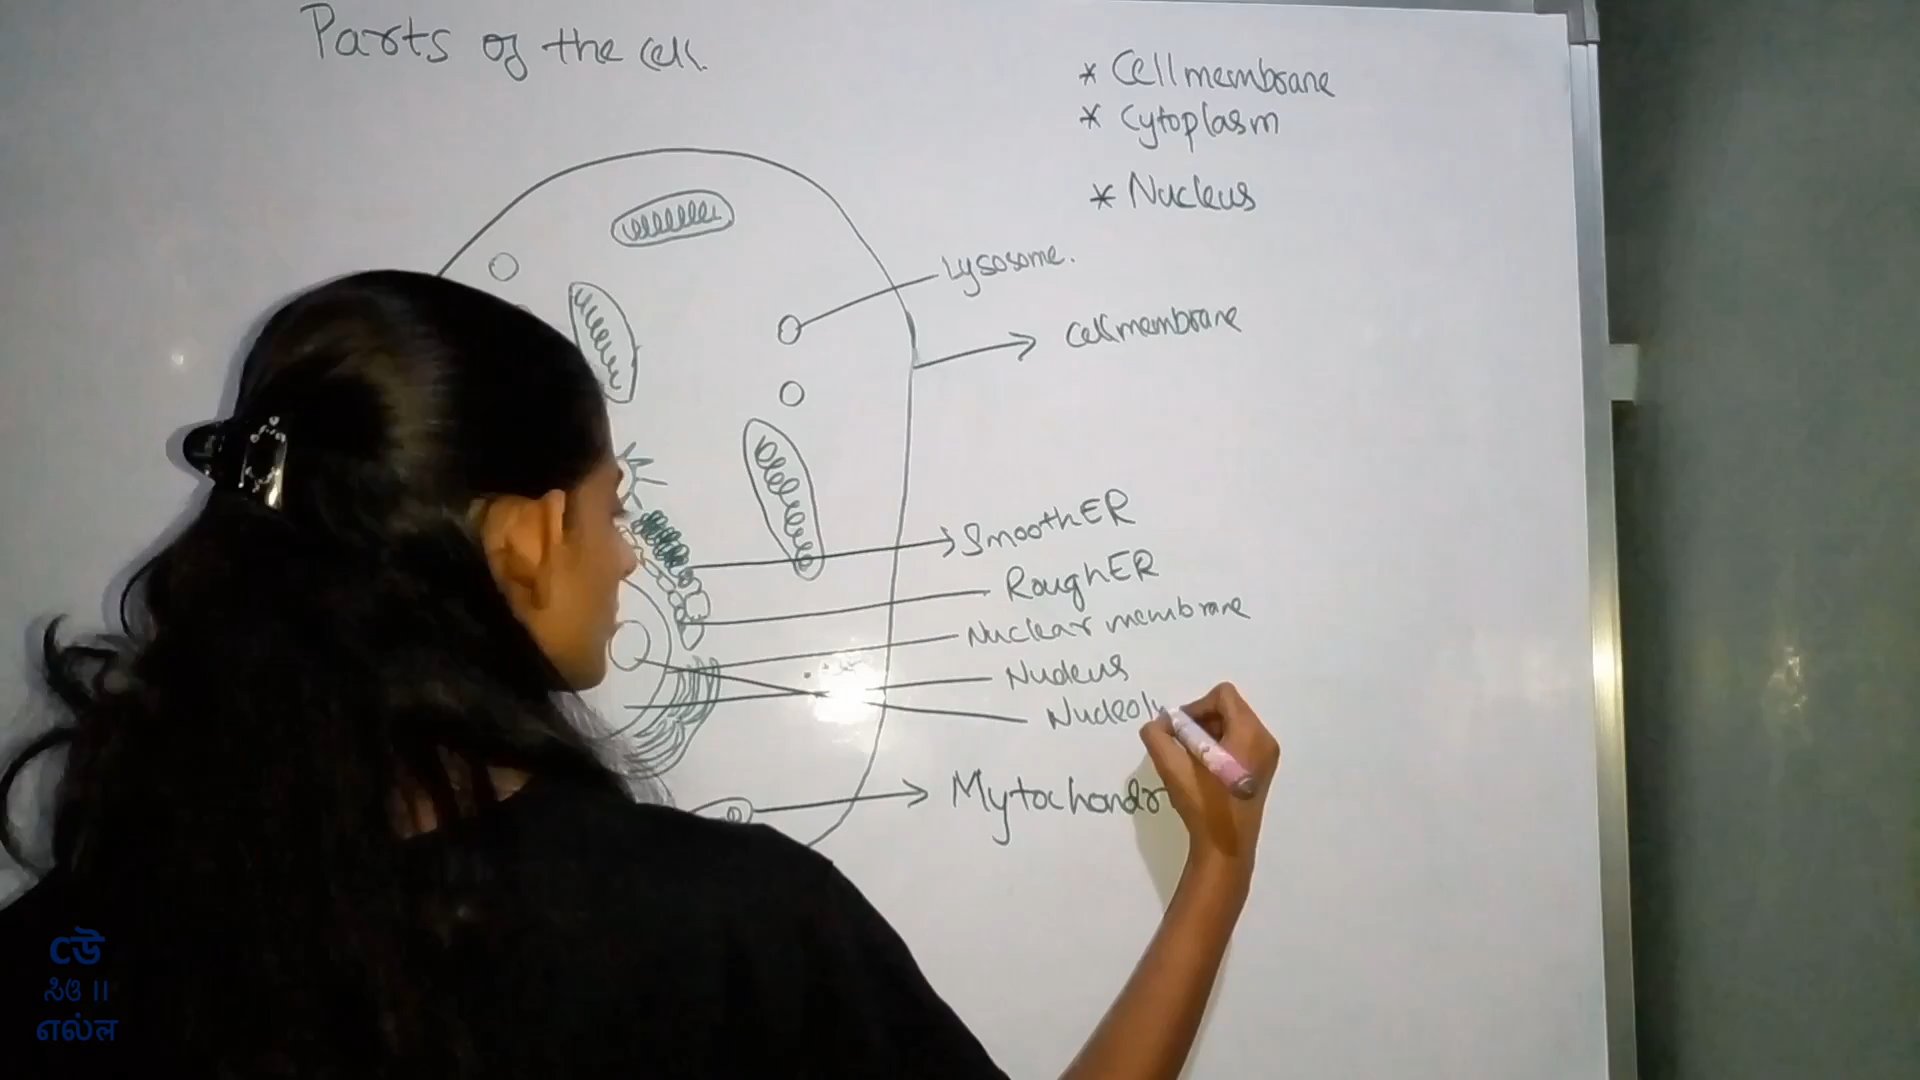 Parts of the cell.
* Cell membrane
* Cytoplasm
* Nucleus
Lysosome.
Cell membrane
Smooth ER
Rough ER
Nuclear membrane
Nucleus
Nucleolu
Mytochondr